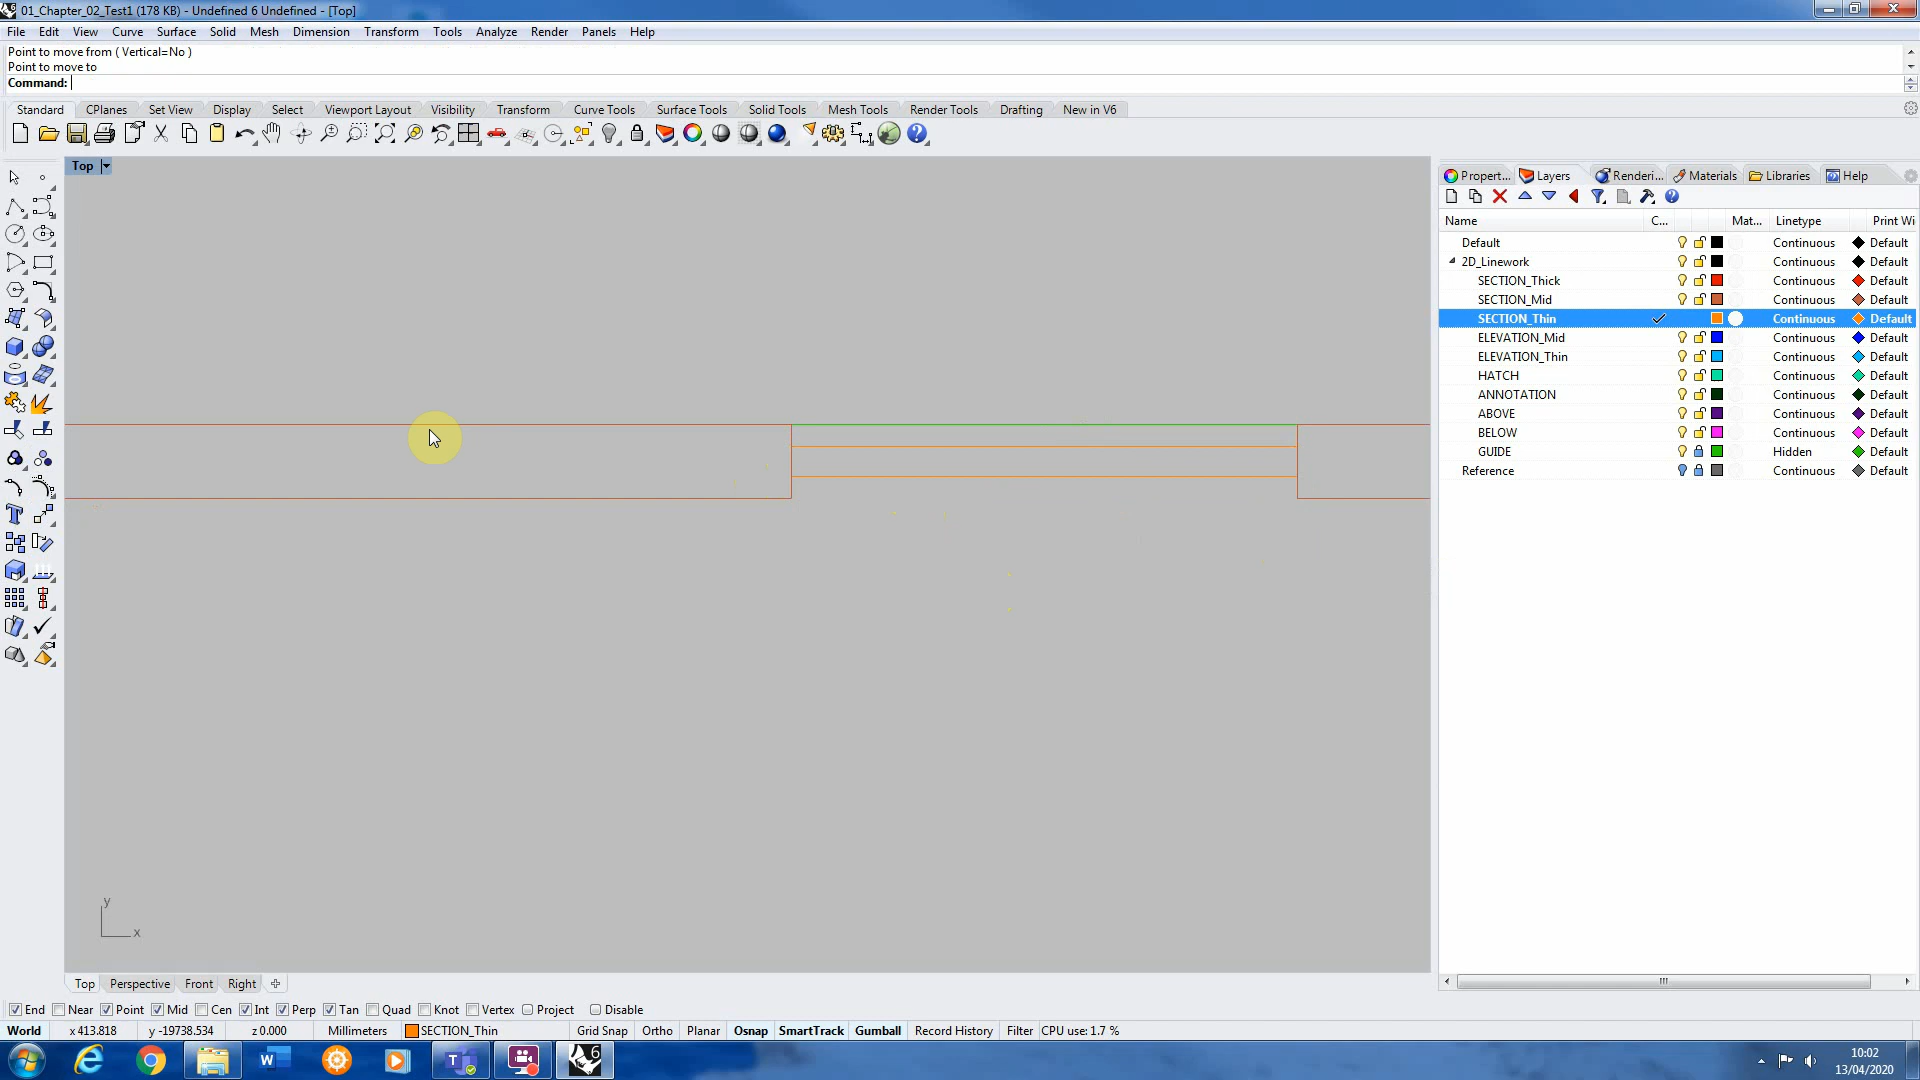 01_Chapter_02_Test1 (178 KB) - Undefined 6 Undefined - [Top]
File Edit View Curve Surface Solid Mesh Dimension Transform Tools Analyze Render Panels Help
Point to move from ( Vertical=No )
Point to move to
Command:
Standard CPlanes Set View Display Select Viewport Layout Visibility Transform Curve Tools Surface Tools Solid Tools Mesh Tools Render Tools Drafting New in V6
Top
Propert... Layers Renderi... Materials Libraries Help
Name C... Mat... Linetype Print Wi
Default Continuous Default
2D_Linework Continuous Default
SECTION_Thick Continuous Default
SECTION_Mid Continuous Default
SECTION_Thin Continuous Default
ELEVATION_Mid Continuous Default
ELEVATION_Thin Continuous Default
HATCH Continuous Default
ANNOTATION Continuous Default
ABOVE Continuous Default
BELOW Continuous Default
GUIDE Hidden Default
Reference Continuous Default
y
x
Top Perspective Front Right
End Near Point Mid Cen Int Perp Tan Quad Knot Vertex Project Disable
World x 413.818 y -19738.534 z 0.000 Millimeters SECTION_Thin Grid Snap Ortho Planar Osnap SmartTrack Gumball Record History Filter CPU use: 1.7 %
10:02
13/04/2020